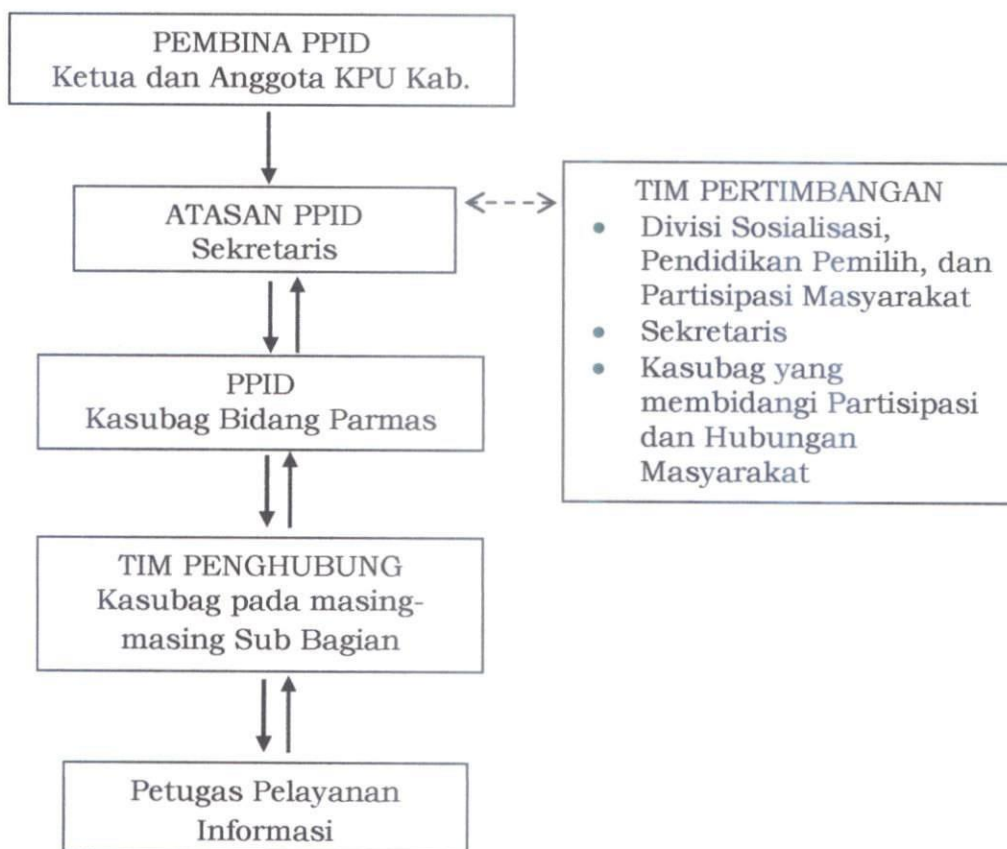 PEMBINA PPID
Ketua dan Anggota KPU Kab.
ATASAN PPID
Sekretaris
TIM PERTIMBANGAN
• Divisi Sosialisasi,
Pendidikan Pemilih, dan
Partisipasi Masyarakat
• Sekretaris
• Kasubag yang
membidangi Partisipasi
dan Hubungan
Masyarakat
PPID
Kasubag Bidang Parmas
TIM PENGHUBUNG
Kasubag pada masing-
masing Sub Bagian
Petugas Pelayanan
Informasi